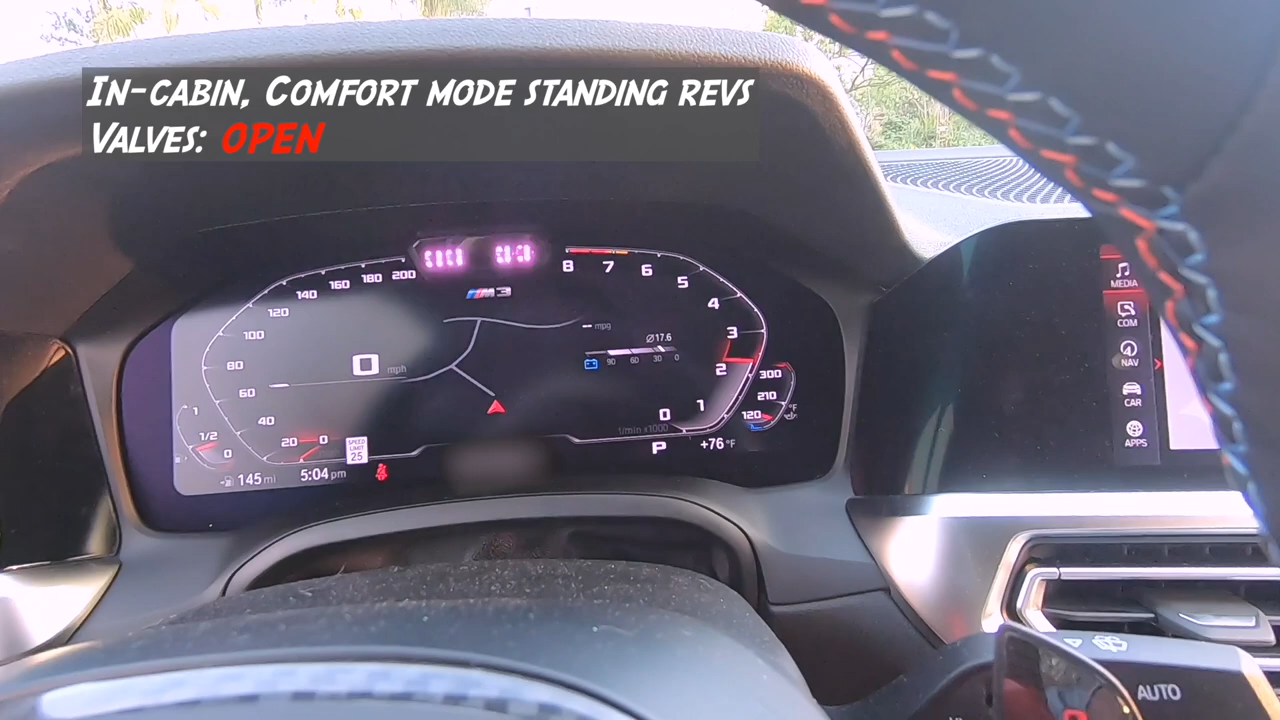 In-cabin, Comfort mode standing revs
Valves: OPEN
M3
200
180
160
140
120
100
80
60
40
20
0
0 mph
8
7
6
5
4
3
2
1
0
1/min x1000
-- mpg
⌀17.6
90 60 30 0
1
1/2
0
SPEED LIMIT 25
300
210
120
°F
P
+76 °F
145 mi
5:04 pm
MEDIA
COM
NAV
CAR
APPS
AUTO